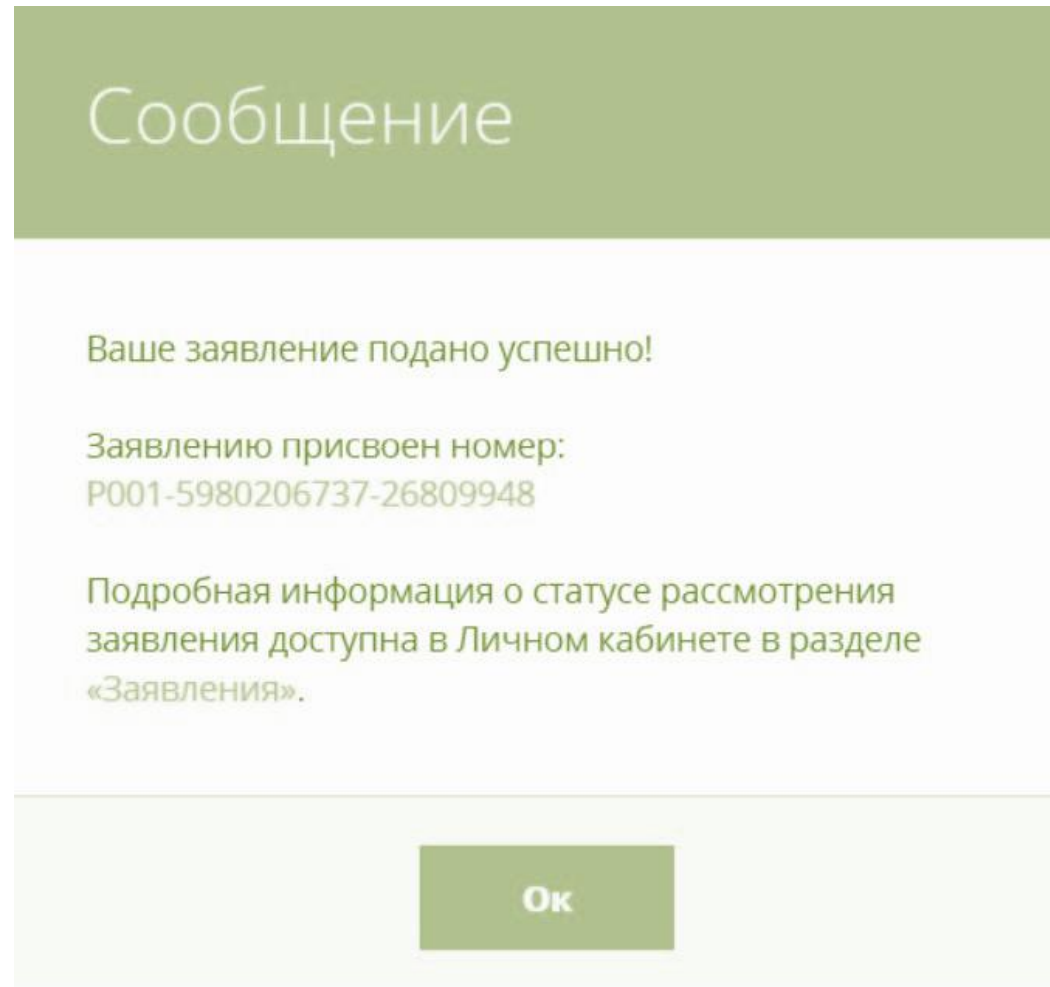 Сообщение
Ваше заявление подано успешно!
Заявлению присвоен номер:
Р001-5980206737-26809948
Подробная информация о статусе рассмотрения
заявления доступна в Личном кабинете в разделе
«Заявления».
Ок